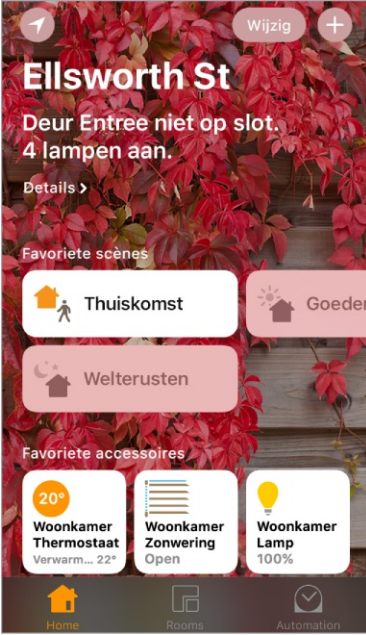 Wijzig
Ellsworth St
Deur Entree niet op slot.
4 lampen aan.
Details
Favoriete scènes
Thuiskomst
Goeder
Welterusten
Favoriete accessoires
20°
Woonkamer
Thermostaat
Verwarm... 22°
Woonkamer
Zonwering
Open
Woonkamer
Lamp
100%
Home
Rooms
Automation